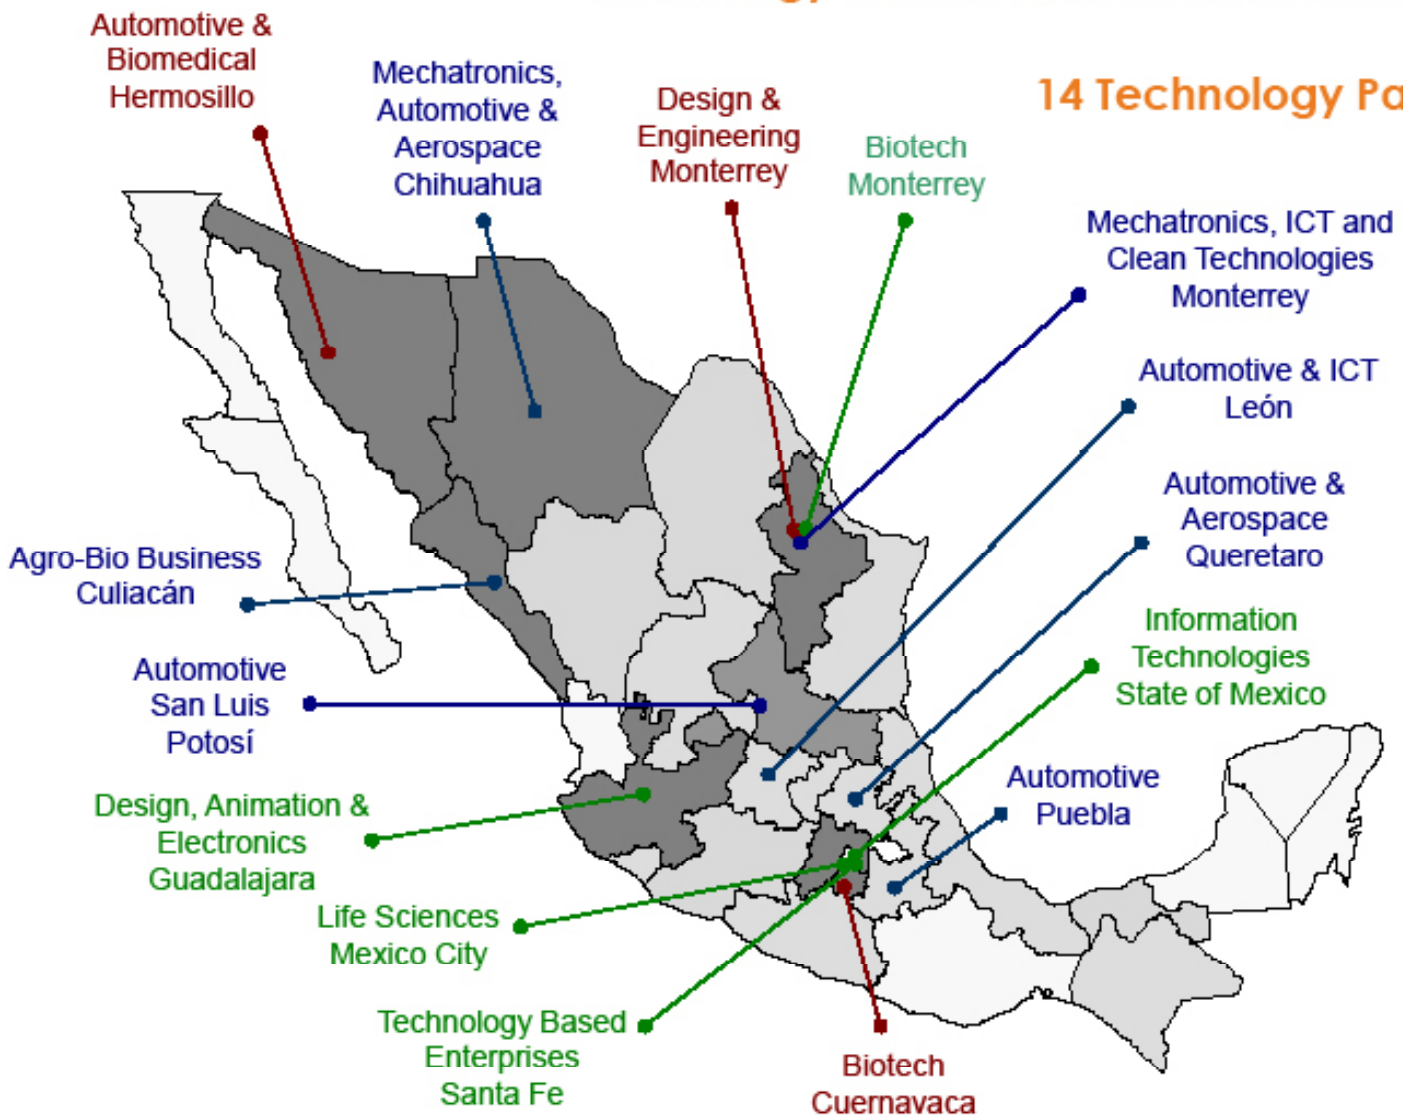 14 Technology
Automotive &
Biomedical
Hermosillo
Mechatronics,
Automotive &
Aerospace
Chihuahua
Design &
Engineering
Monterrey
Biotech
Monterrey
Mechatronics, ICT and
Clean Technologies
Monterrey
Automotive & ICT
León
Automotive &
Aerospace
Queretaro
Agro-Bio Business
Culiacán
Information
Technologies
State of Mexico
Automotive
San Luis
Potosí
Automotive
Puebla
Design, Animation &
Electronics
Guadalajara
Life Sciences
Mexico City
Technology Based
Enterprises
Santa Fe
Biotech
Cuernavaca